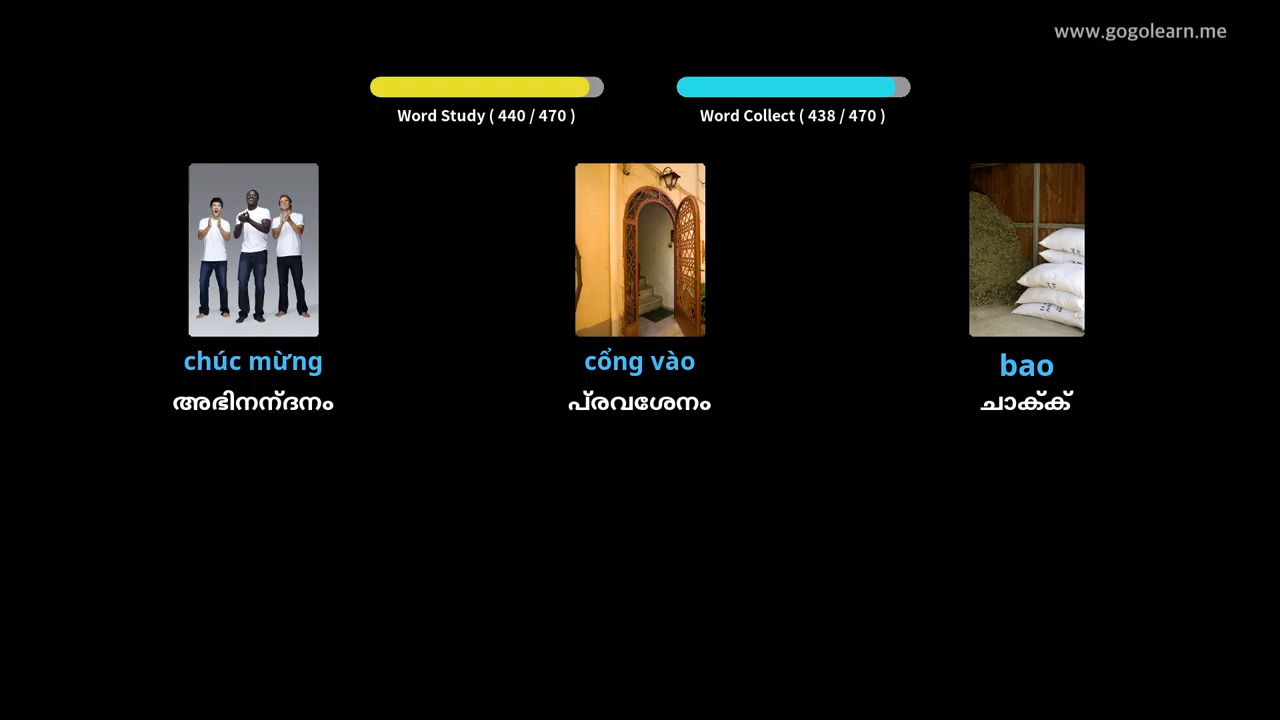 www.gogolearn.me
Word Study ( 440 / 470 )
Word Collect ( 438 / 470 )
chúc mừng
cổng vào
bao
അഭിനന്ദനം
പ്രവേശനം
ചാക്ക്